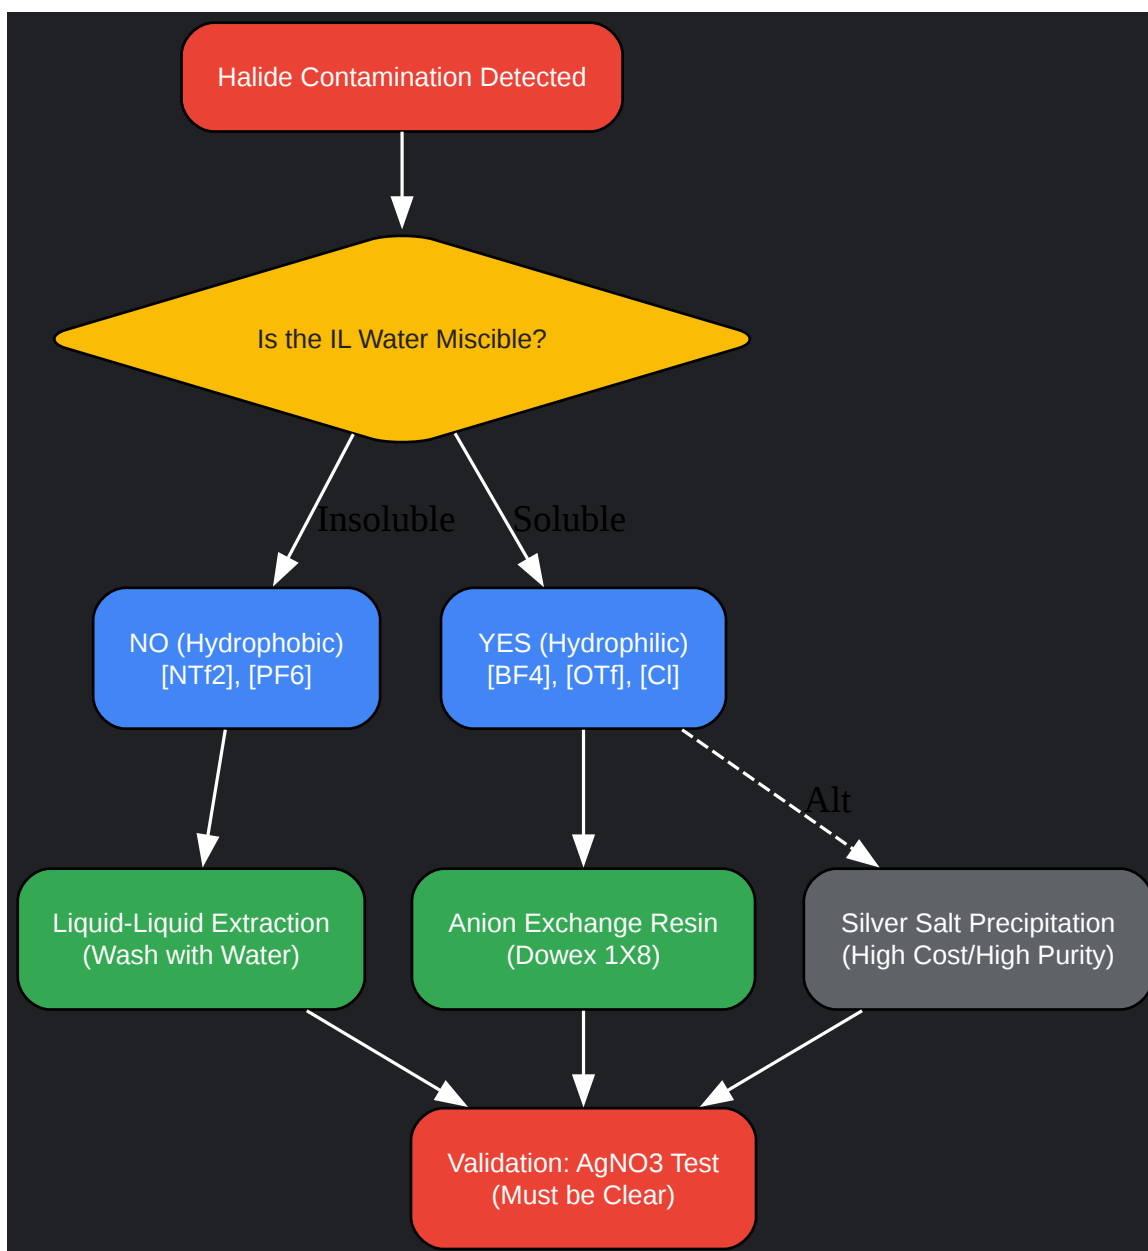 Halide Contamination Detected
Is the IL Water Miscible?
Insoluble
Soluble
NO (Hydrophobic)
[NTf2], [PF6]
YES (Hydrophilic)
[BF4], [OTf], [Cl]
Alt
Liquid-Liquid Extraction
(Wash with Water)
Anion Exchange Resin
(Dowex 1X8)
Silver Salt Precipitation
(High Cost/High Purity)
Validation: AgNO3 Test
(Must be Clear)